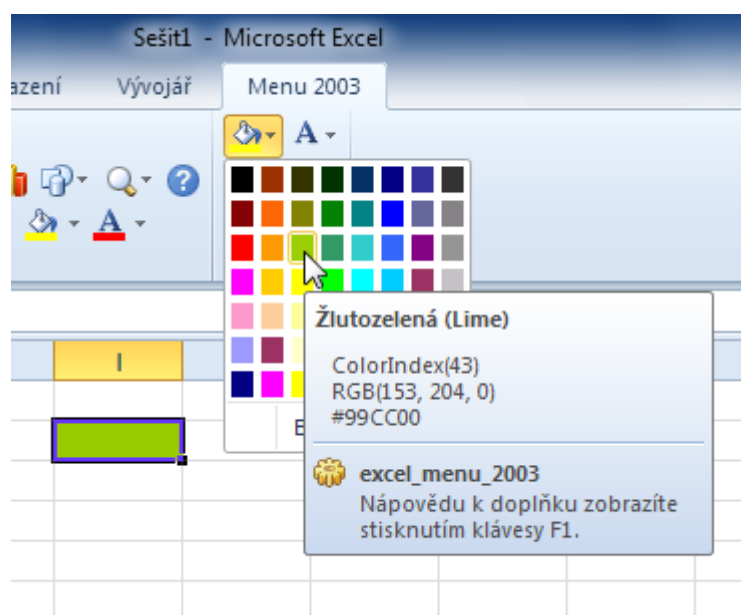 Sešit1 - Microsoft Excel
azení Vývojář Menu 2003
A
A
Žlutozelená (Lime)
I
ColorIndex(43)
RGB(153, 204, 0)
#99CC00
E
excel_menu_2003
Nápovědu k doplňku zobrazíte
stisknutím klávesy F1.